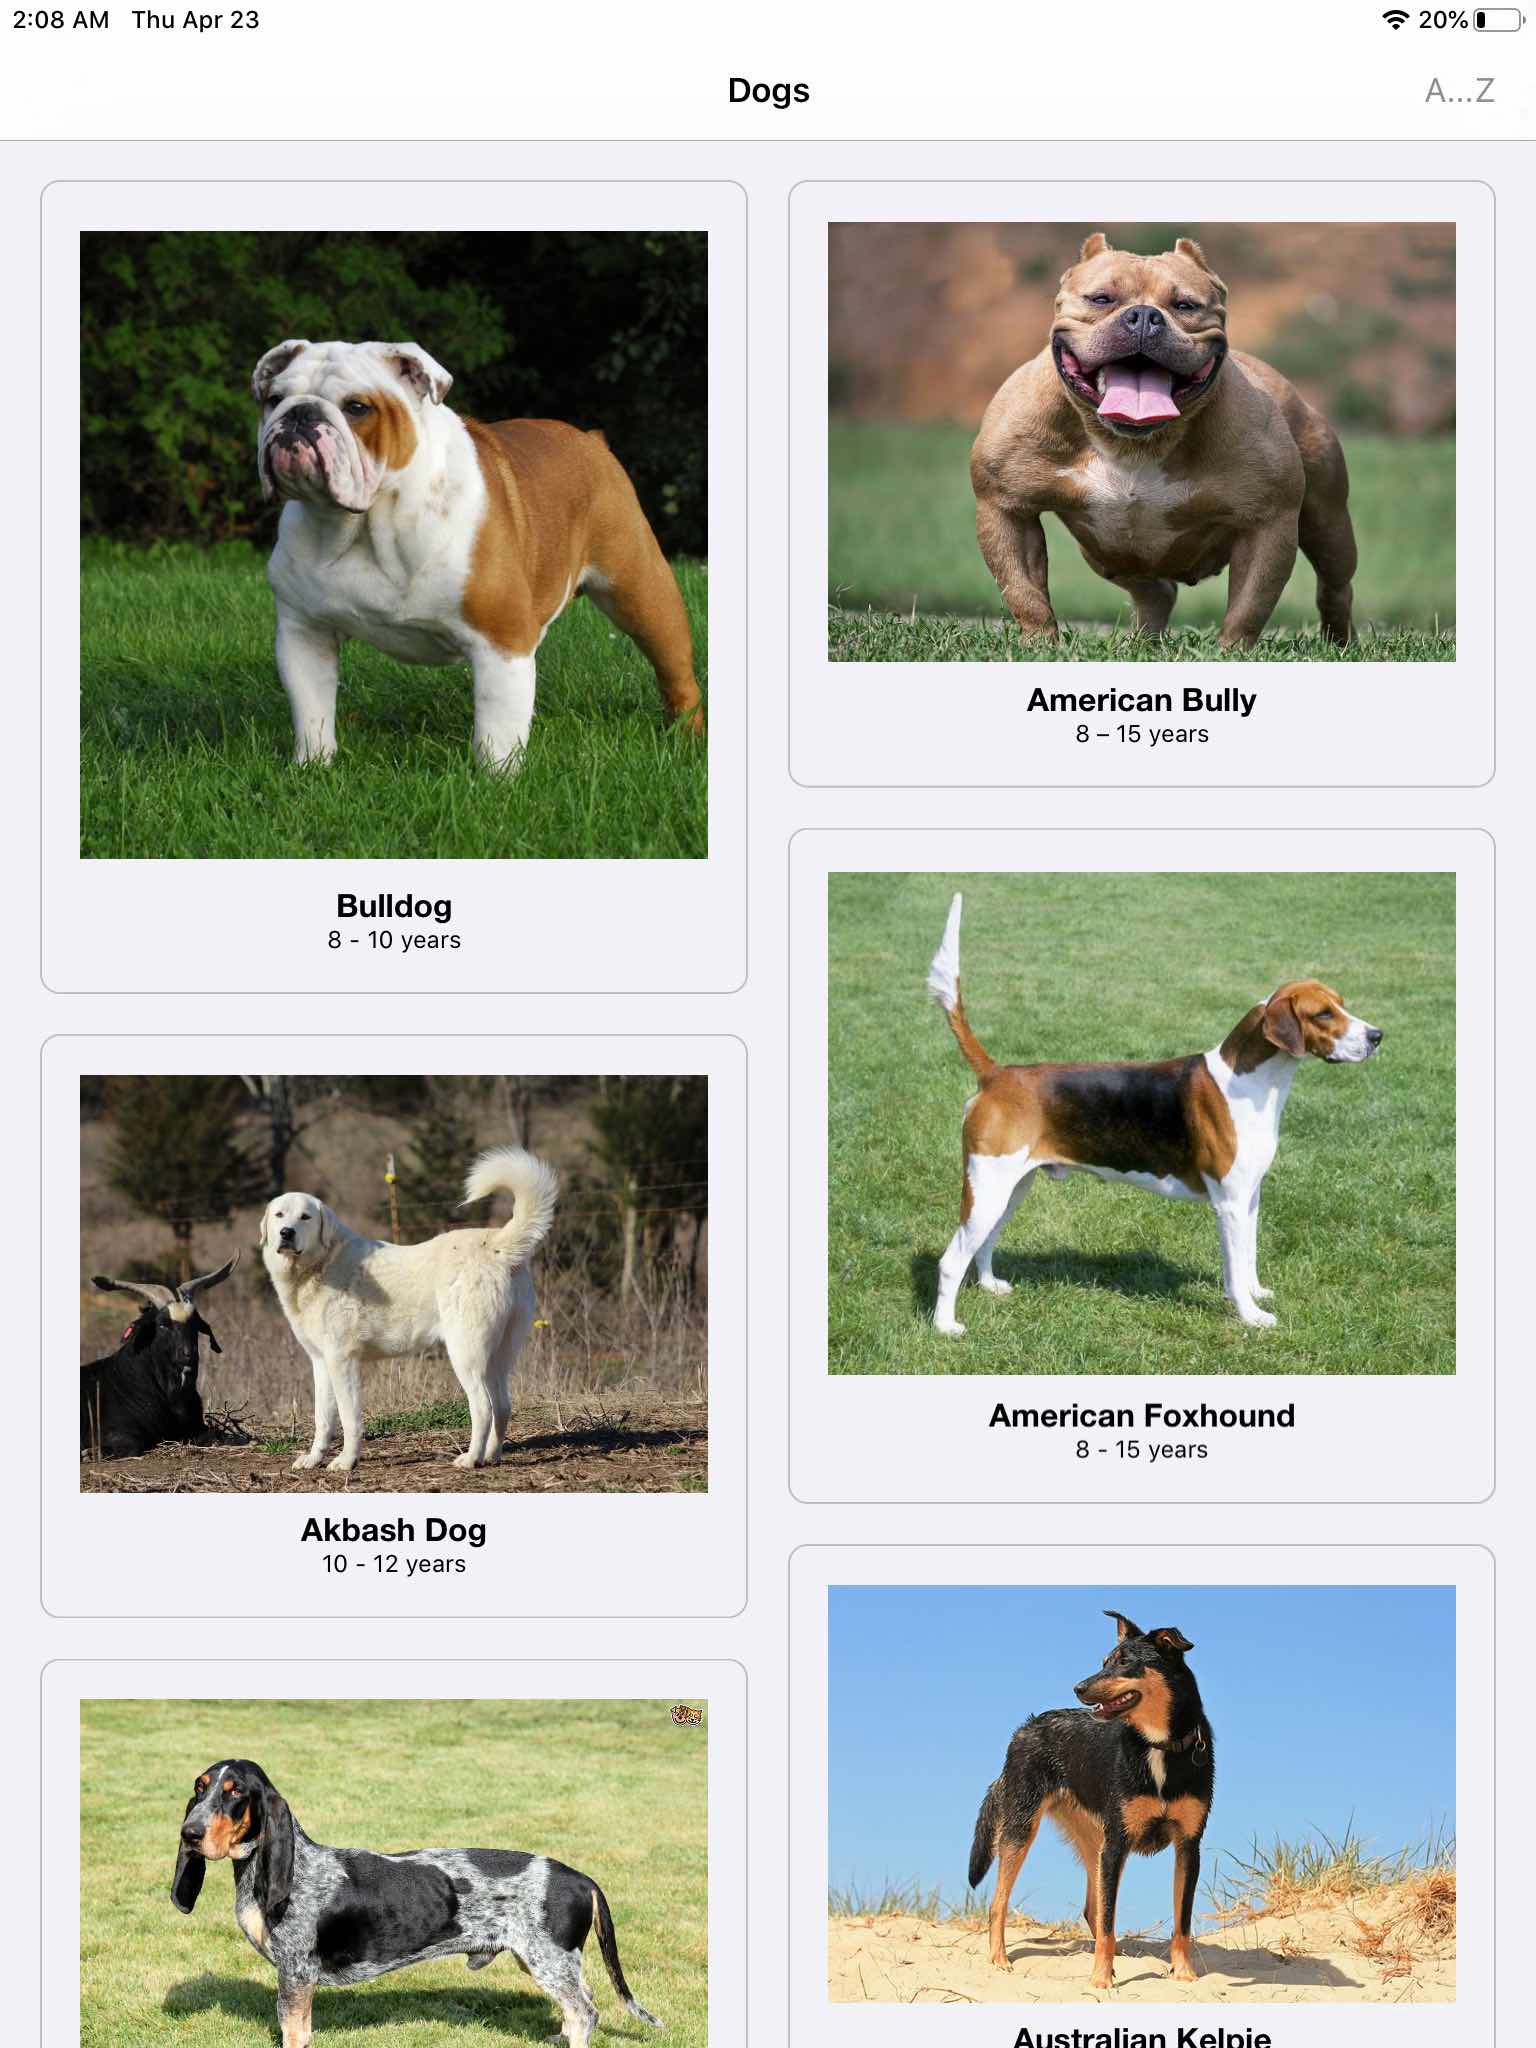 2:08 AM Thu Apr 23
20%
Dogs
A...Z
Bulldog
8 - 10 years
American Bully
8 – 15 years
Akbash Dog
10 - 12 years
American Foxhound
8 - 15 years
Australian Kelpie